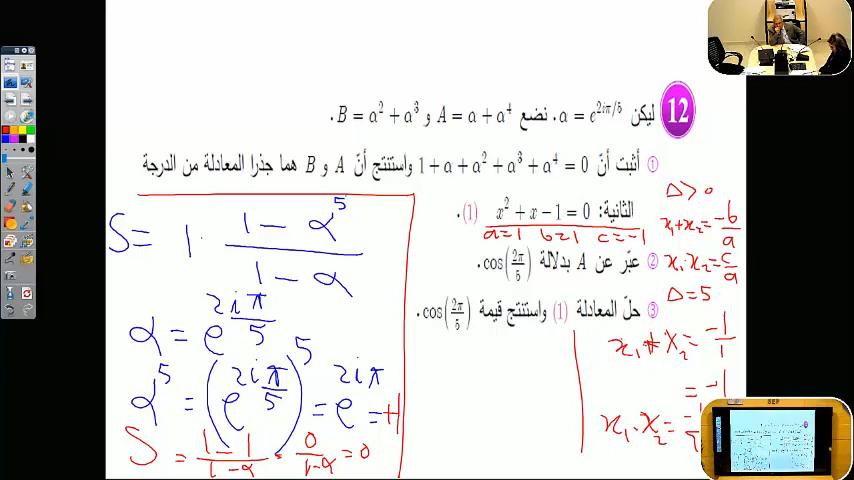 12 ليكن α = e^{2iπ/5}. نضع A = α + α⁴ و B = α² + α³.
① أثبت أنّ 1 + α + α² + α³ + α⁴ = 0 واستنتج أنّ A و B هما جذرا المعادلة من الدرجة
الثانية: x² + x − 1 = 0 (1).
a=1 b=1 c=-1
② عبّر عن A بدلالة cos(2π/5).
③ حلّ المعادلة (1) واستنتج قيمة cos(2π/5).
Δ > 0
x₁+x₂ = -b/a
x₁.x₂ = c/a
Δ = 5
x₁+x₂ = -1/1
= -1
x₁.x₂ =
S = 1 . (1 - α⁵)/(1 - α)
α = e^{2iπ/5}
α⁵ = (e^{2iπ/5})⁵ = e^{2iπ} = +1
S = (1-1)/(1-α) = 0/(1-α) = 0